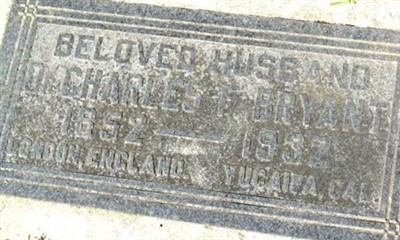 BELOVED HUSBAND
D. CHARLES F. BRYANT
1852 — 1932
LONDON, ENGLAND. YUCAIPA, CAL.